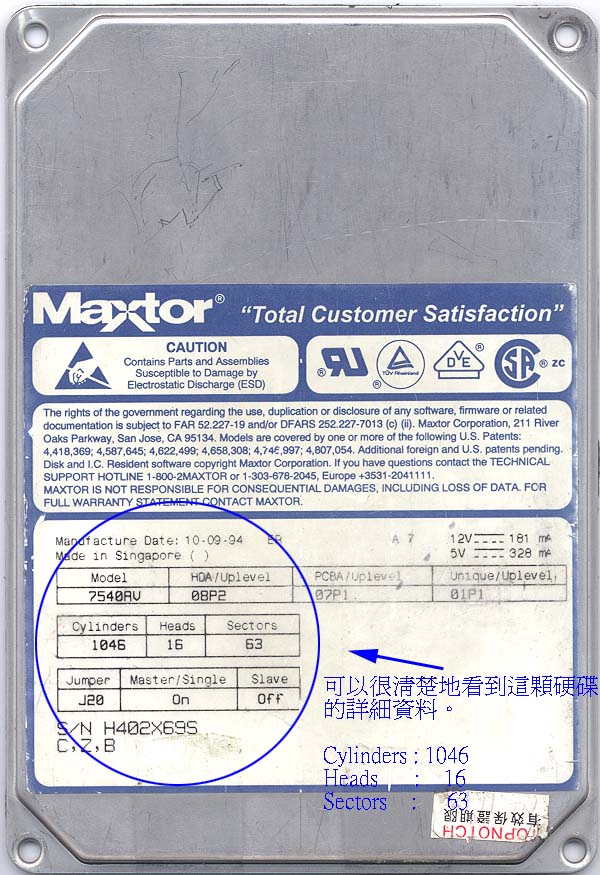 Maxtor® “Total Customer Satisfaction”
CAUTION
Contains Parts and Assemblies
Susceptible to Damage by
Electrostatic Discharge (ESD)
TÜV Rheinland
VDE
SA ® ZC
The rights of the government regarding the use, duplication or disclosure of any software, firmware or related
documentation is subject to FAR 52.227-19 and/or DFARS 252.227-7013 (c) (ii). Maxtor Corporation, 211 River
Oaks Parkway, San Jose, CA 95134. Models are covered by one or more of the following U.S. Patents:
4,418,369; 4,587,645; 4,622,499; 4,658,308; 4,746,997; 4,807,054. Additional foreign and U.S. patents pending.
Disk and I.C. Resident software copyright Maxtor Corporation. If you have questions contact the TECHNICAL
SUPPORT HOTLINE 1-800-2MAXTOR or 1-303-678-2045, Europe +3531-2041111.
MAXTOR IS NOT RESPONSIBLE FOR CONSEQUENTIAL DAMAGES, INCLUDING LOSS OF DATA. FOR
FULL WARRANTY STATEMENT CONTACT MAXTOR.
Manufacture Date: 10-09-94 A 7 12V 181 mA
Made in Singapore ( ) 5V 328 mA
Model HDA/Uplevel PCBA/Uplevel Unique/Uplevel
7540AV 08P2 07P1 01P1
Cylinders Heads Sectors
1046 16 63
Jumper Master/Single Slave
J20 On Off
S/N H402X69S
C,Z,B
可以很清楚地看到這顆硬碟
的詳細資料。
Cylinders : 1046
Heads : 16
Sectors : 63
TOPNOTCH
有效保證期限